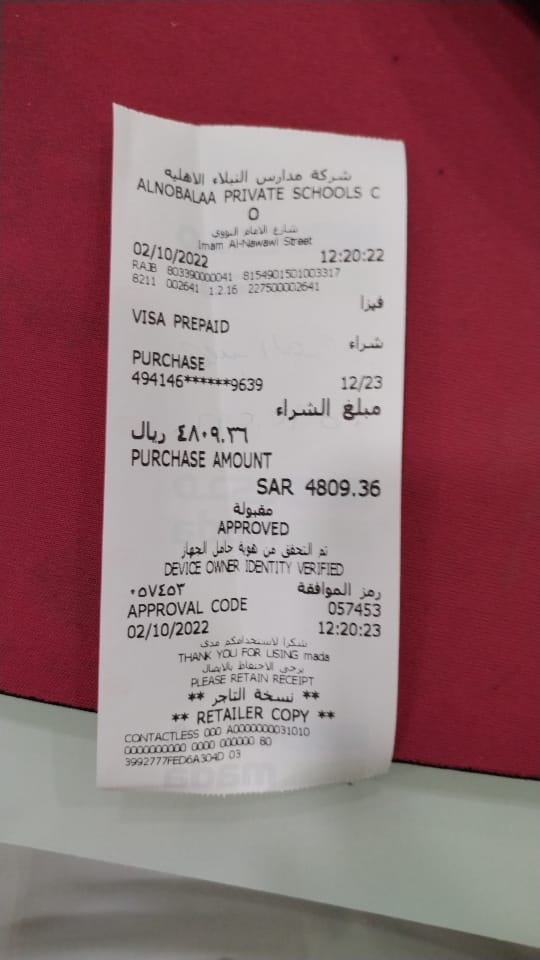 شركة مدارس النبلاء الاهليه
ALNOBALAA PRIVATE SCHOOLS C
O
شارع الامام النووي
Imam Al-Nawawi Street
02/10/2022 12:20:22
RAJB 803390000041 8154901501003317
8211 002641 1.2.16 227500002641
فيزا
VISA PREPAID
شراء
PURCHASE
494146******9639 12/23
مبلغ الشراء
٤٨٠٩.٣٦ ريال
PURCHASE AMOUNT
SAR 4809.36
مقبولة
APPROVED
تم التحقق من هوية حامل الجهاز
DEVICE OWNER IDENTITY VERIFIED
رمز الموافقة ٠٥٧٤٥٣
APPROVAL CODE 057453
02/10/2022 12:20:23
شكرا لاستخدامكم مدى
THANK YOU FOR USING mada
يرجى الاحتفاظ بالايصال
PLEASE RETAIN RECEIPT
** نسخة التاجر **
** RETAILER COPY **
CONTACTLESS 000 A0000000031010
0000000000 0000 000000 80
3992777FED6A304D 03